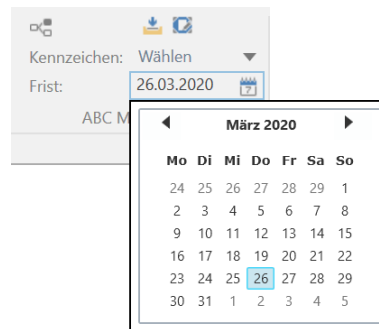 Kennzeichen: Wählen
Frist: 26.03.2020
ABC M
März 2020
Mo Di Mi Do Fr Sa So
24 25 26 27 28 29 1
2 3 4 5 6 7 8
9 10 11 12 13 14 15
16 17 18 19 20 21 22
23 24 25 26 27 28 29
30 31 1 2 3 4 5